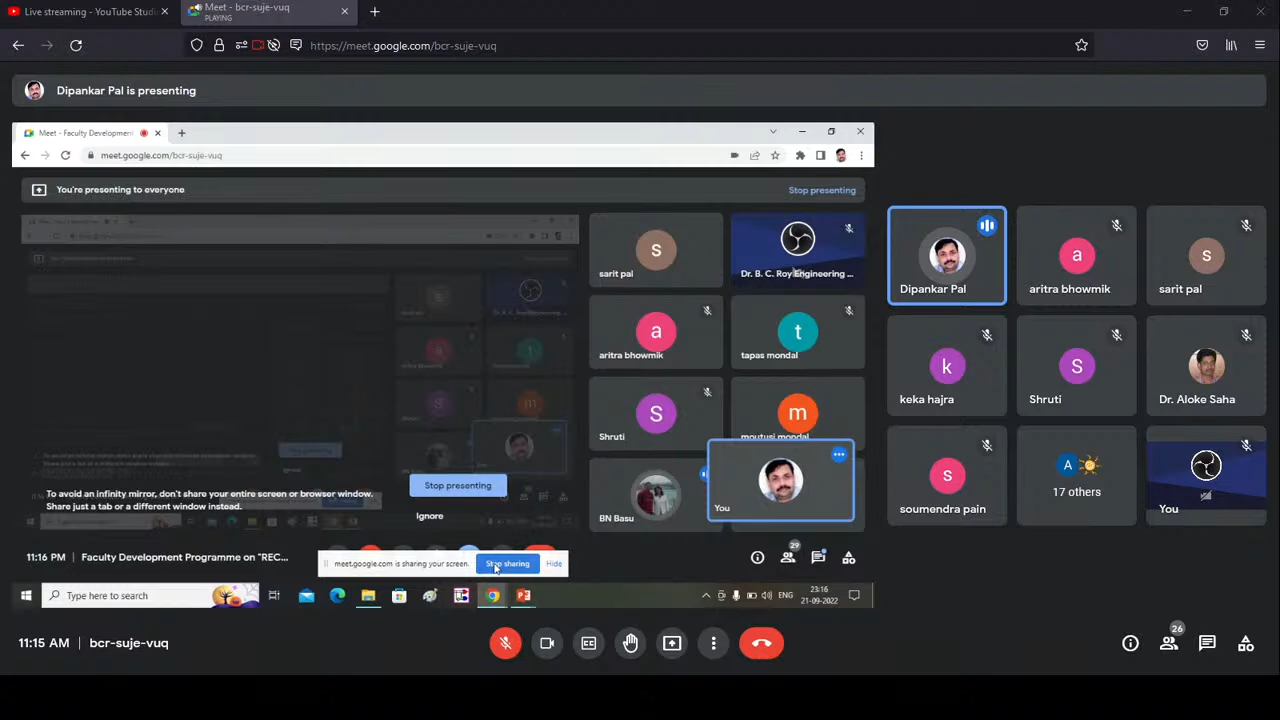 Live streaming - YouTube Studi
Meet - bcr-suje-vuq
PLAYING
https://meet.google.com/bcr-suje-vuq
Dipankar Pal is presenting
Meet - Faculty Development
meet.google.com/bcr-suje-vuq
You're presenting to everyone
Stop presenting
sarit pal
Dr. B. C. Roy Engineering ...
a
aritra bhowmik
t
tapas mondal
S
Shruti
m
moutusi mondal
BN Basu
You
s
To avoid an infinity mirror, don't share your entire screen or browser window.
Share just a tab or a different window instead.
Stop presenting
Ignore
11:16 PM
Faculty Development Programme on "REC...
meet.google.com is sharing your screen.
Stop sharing
Hide
29
Type here to search
ENG
23:16
21-09-2022
Dipankar Pal
a
aritra bhowmik
s
sarit pal
k
keka hajra
S
Shruti
Dr. Aloke Saha
s
soumendra pain
A
17 others
You
11:15 AM | bcr-suje-vuq
26